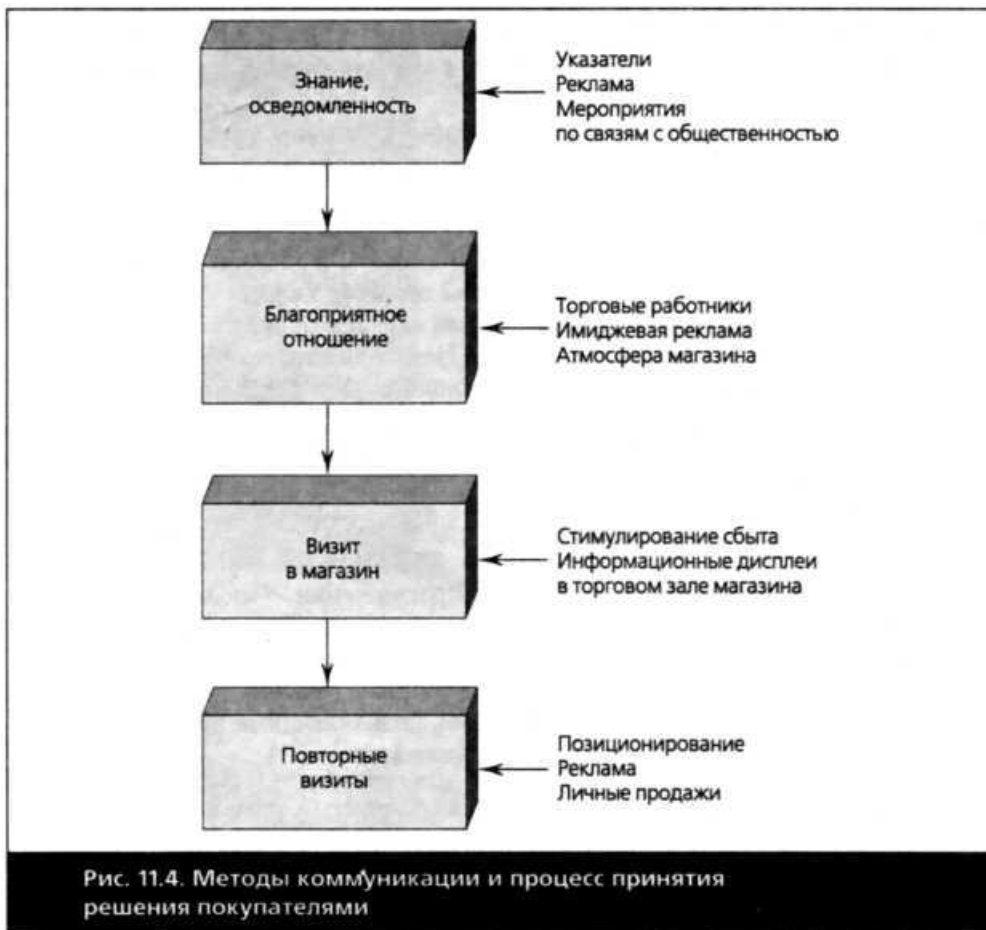 Знание,
осведомленность
Указатели
Реклама
Мероприятия
по связям с общественностью
Благоприятное
отношение
Торговые работники
Имиджевая реклама
Атмосфера магазина
Визит
в магазин
Стимулирование сбыта
Информационные дисплеи
в торговом зале магазина
Повторные
визиты
Позиционирование
Реклама
Личные продажи
Рис. 11.4. Методы коммуникации и процесс принятия
решения покупателями